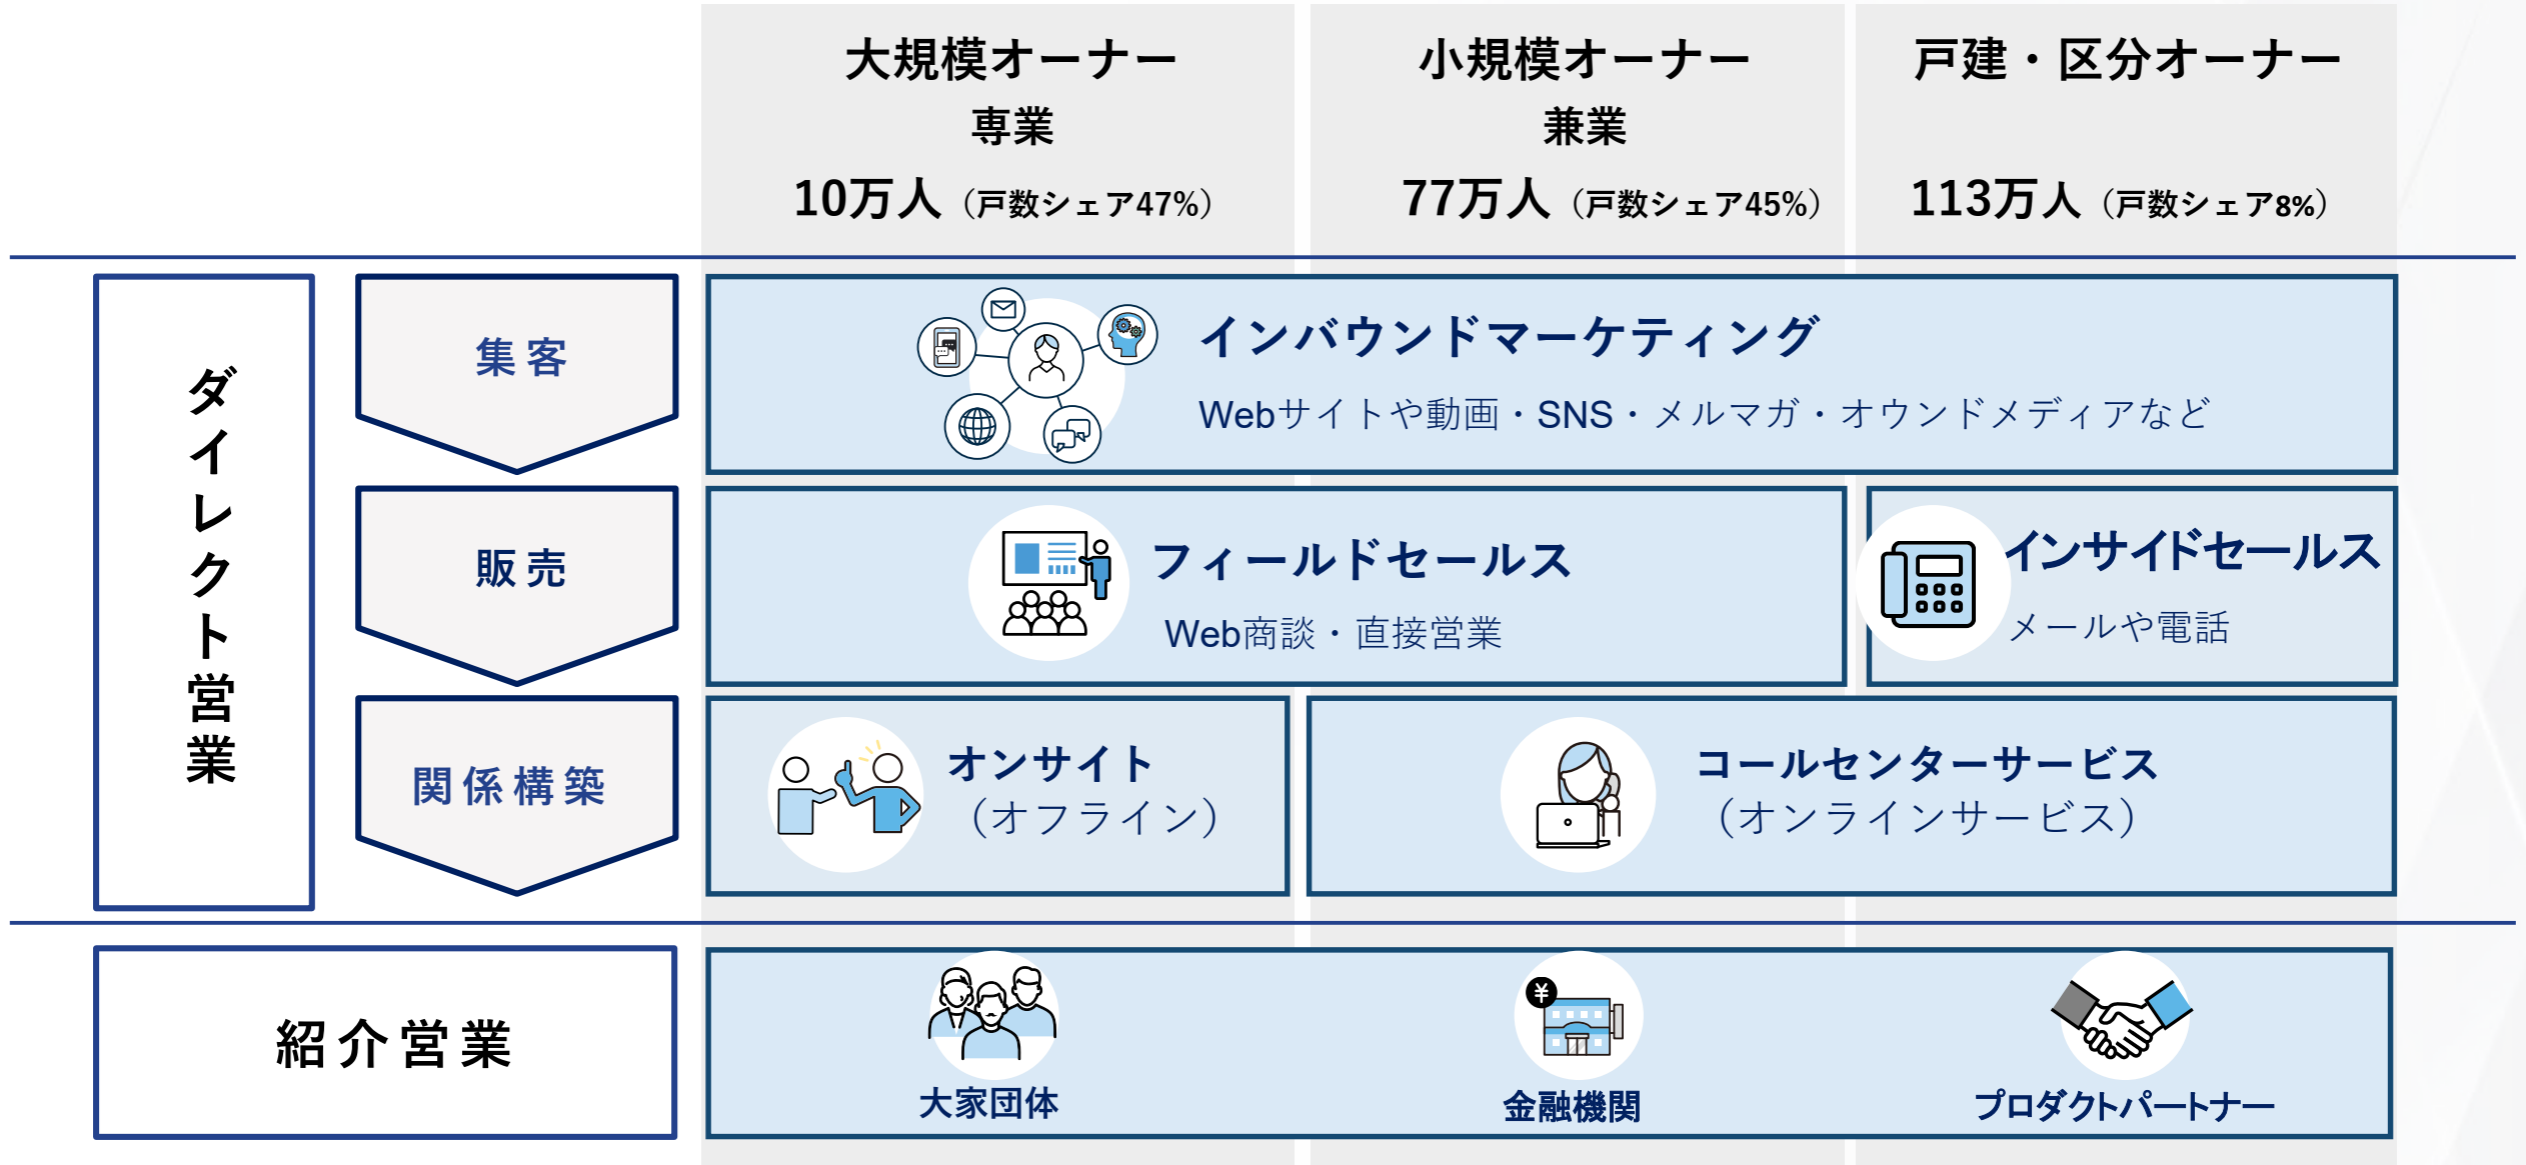 大規模オーナー
専業
10万人（戸数シェア47%）
小規模オーナー
兼業
77万人（戸数シェア45%）
戸建・区分オーナー
113万人（戸数シェア8%）
ダイレクト営業
集客
インバウンドマーケティング
Webサイトや動画・SNS・メルマガ・オウンドメディアなど
販売
フィールドセールス
Web商談・直接営業
インサイドセールス
メールや電話
関係構築
オンサイト
（オフライン）
コールセンターサービス
（オンラインサービス）
紹介営業
大家団体
¥
金融機関
プロダクトパートナー